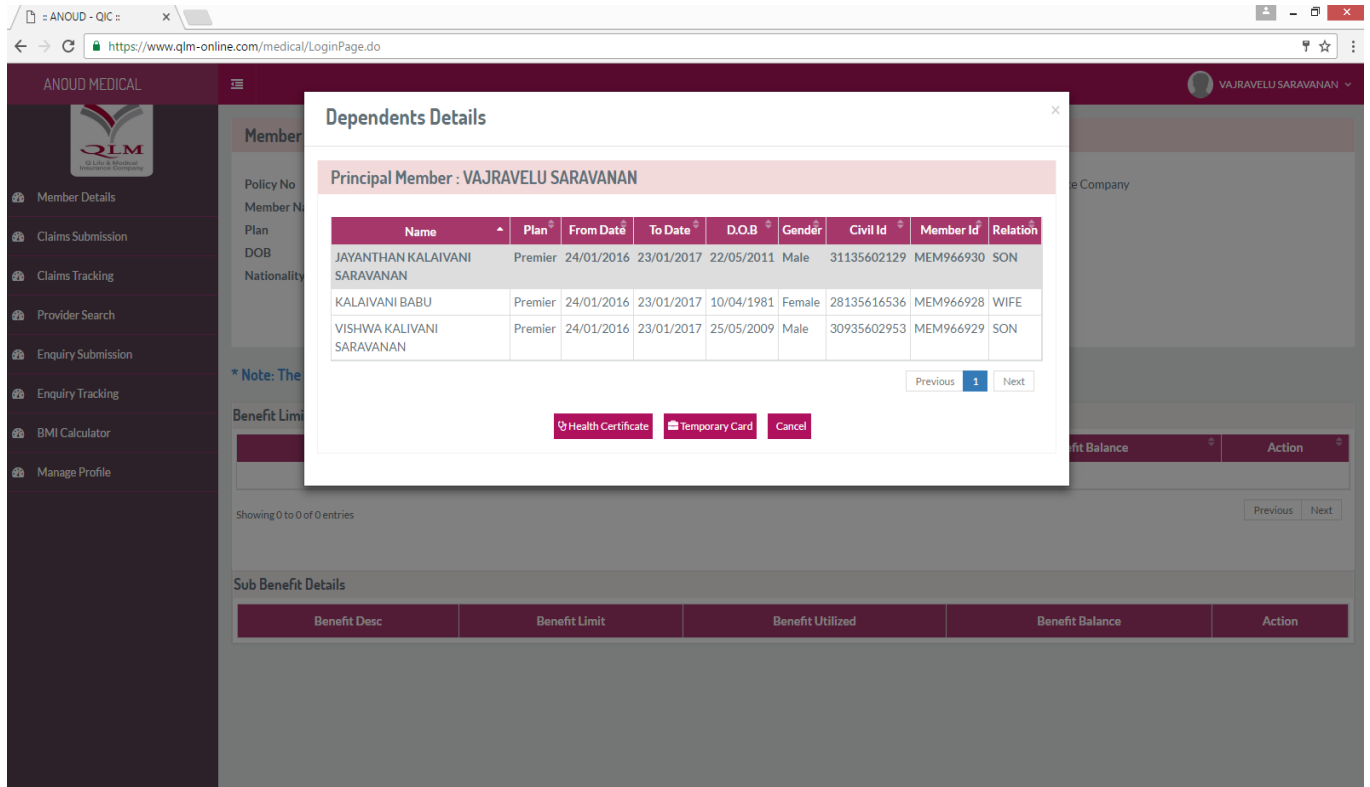 :: ANOUD - QIC ::
https://www.qlm-online.com/medical/LoginPage.do
ANOUD MEDICAL
VAJRAVELU SARAVANAN
QLM
Q Life & Medical
Insurance Company
Member Details
Claims Submission
Claims Tracking
Provider Search
Enquiry Submission
Enquiry Tracking
BMI Calculator
Manage Profile
Member
Policy No
Member Na
Plan
DOB
Nationality
e Company
Dependents Details
Principal Member : VAJRAVELU SARAVANAN
Name Plan From Date To Date D.O.B Gender Civil Id Member Id Relation
JAYANTHAN KALAIVANI SARAVANAN Premier 24/01/2016 23/01/2017 22/05/2011 Male 31135602129 MEM966930 SON
KALAIVANI BABU Premier 24/01/2016 23/01/2017 10/04/1981 Female 28135616536 MEM966928 WIFE
VISHWA KALIVANI SARAVANAN Premier 24/01/2016 23/01/2017 25/05/2009 Male 30935602953 MEM966929 SON
Previous 1 Next
Health Certificate Temporary Card Cancel
* Note: The
Benefit Limi
efit Balance Action
Showing 0 to 0 of 0 entries
Previous Next
Sub Benefit Details
Benefit Desc Benefit Limit Benefit Utilized Benefit Balance Action